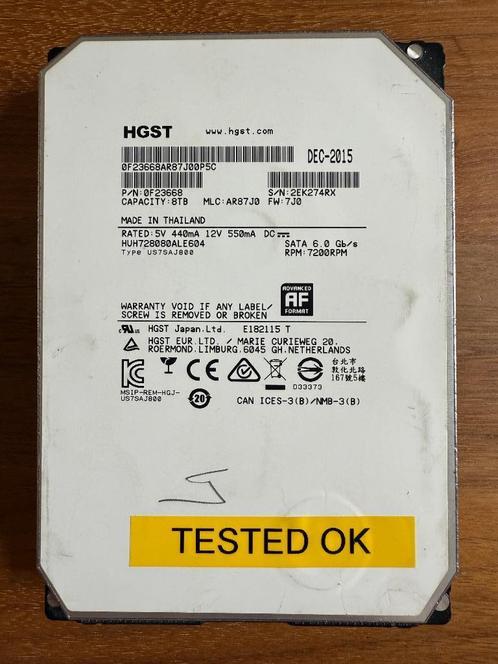 HGST www.hgst.com
DEC-2015
0F23668AR87J00P5C
P/N:0F23668 S/N:2EK274RX
CAPACITY:8TB MLC:AR87J0 FW:7J0
MADE IN THAILAND
RATED:5V 440mA 12V 550mA DC
HUH728080ALE604 SATA 6.0 Gb/s
Type US7SAJ800 RPM:7200RPM
WARRANTY VOID IF ANY LABEL/
SCREW IS REMOVED OR BROKEN
ADVANCED
AF
FORMAT
HGST Japan.Ltd. E182115 T
HGST EUR.LTD. / MARIE CURIEWEG 20.
ROERMOND.LIMBURG.6045 GH.NETHERLANDS
台北市
敦化北路
167號5樓
D33373
MSIP-REM-HGJ-
US7SAJ800
20
CAN ICES-3(B)/NMB-3(B)
TESTED OK